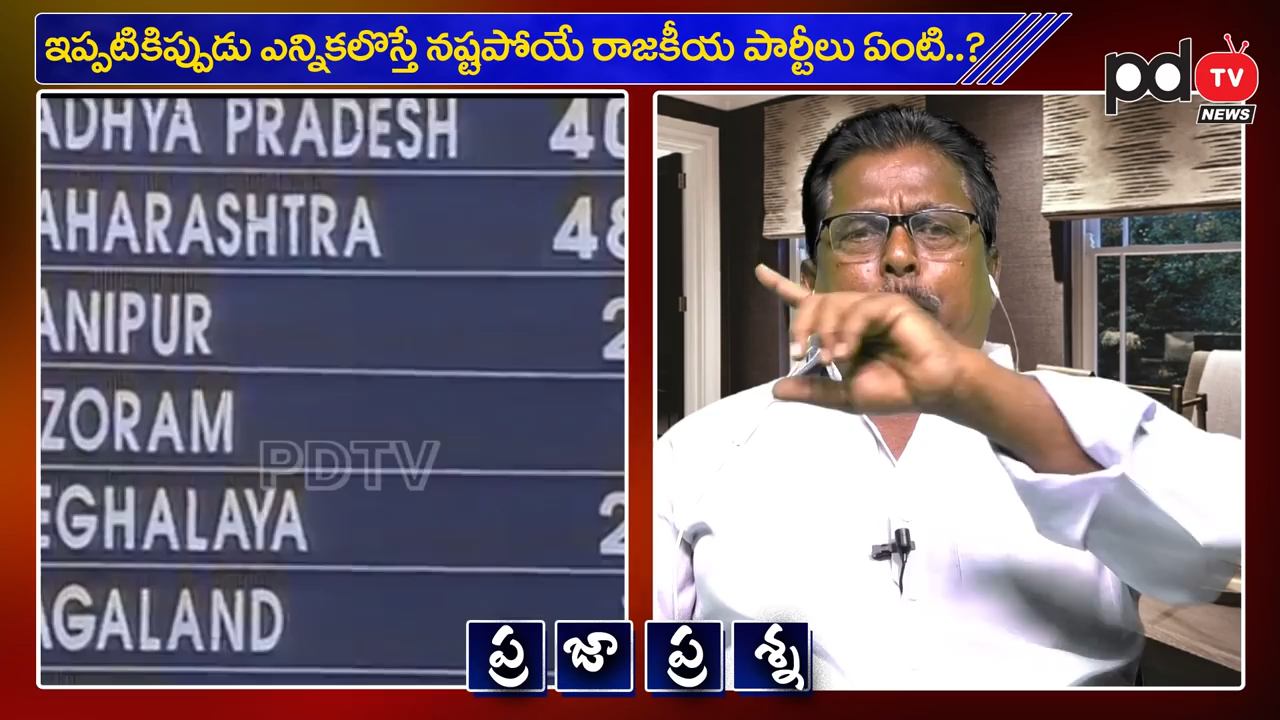 ఇప్పటికిప్పుడు ఎన్నికలొస్తే నష్టపోయే రాజకీయ పార్టీలు ఏంటి..?
pd TV
NEWS
ADHYA PRADESH 40
AHARASHTRA 48
ANIPUR 2
ZORAM
PDTV
EGHALAYA 2
AGALAND
ప్ర జా ప్ర శ్న